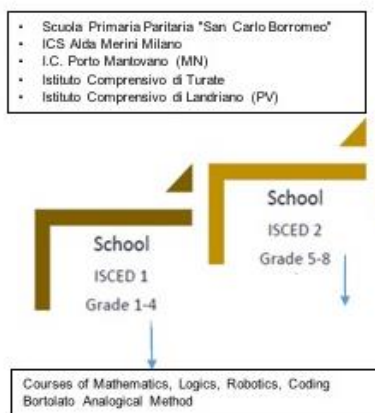 • Scuola Primaria Paritaria "San Carlo Borromeo"
• ICS Alda Merini Milano
• I.C. Porto Mantovano (MN)
• Istituto Comprensivo di Turate
• Istituto Comprensivo di Landriano (PV)
School
ISCED 2
Grade 5-8
School
ISCED 1
Grade 1-4
Courses of Mathematics, Logics, Robotics, Coding
Bortolato Analogical Method